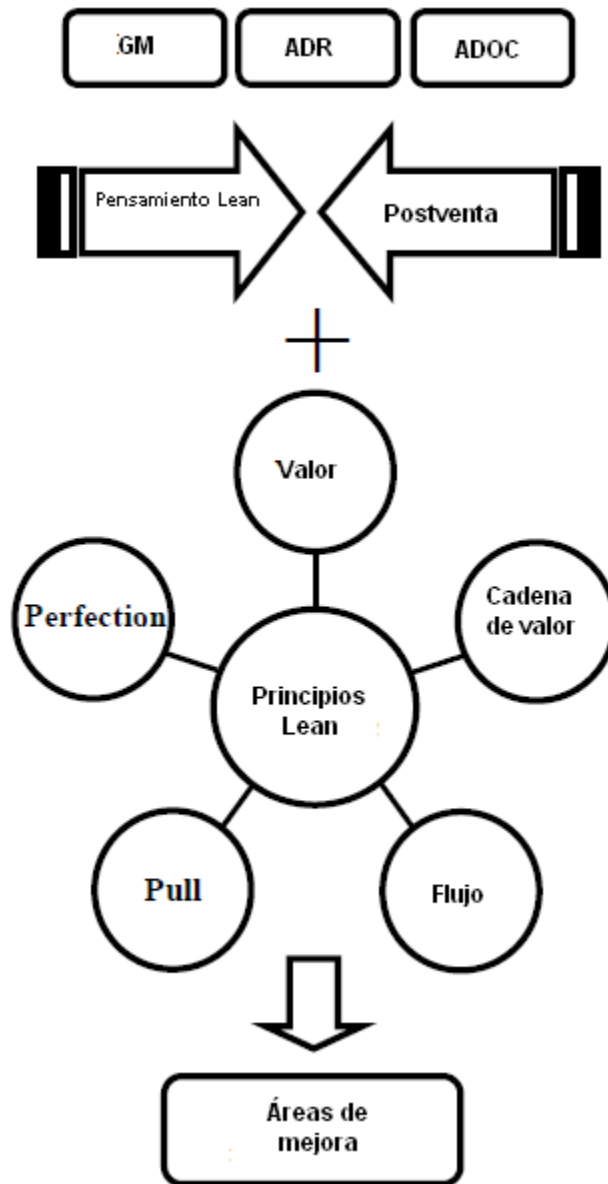 GM
ADR
ADOC
Pensamiento Lean
Postventa
Valor
Perfection
Cadena
de valor
Principios
Lean
Pull
Flujo
Áreas de
mejora